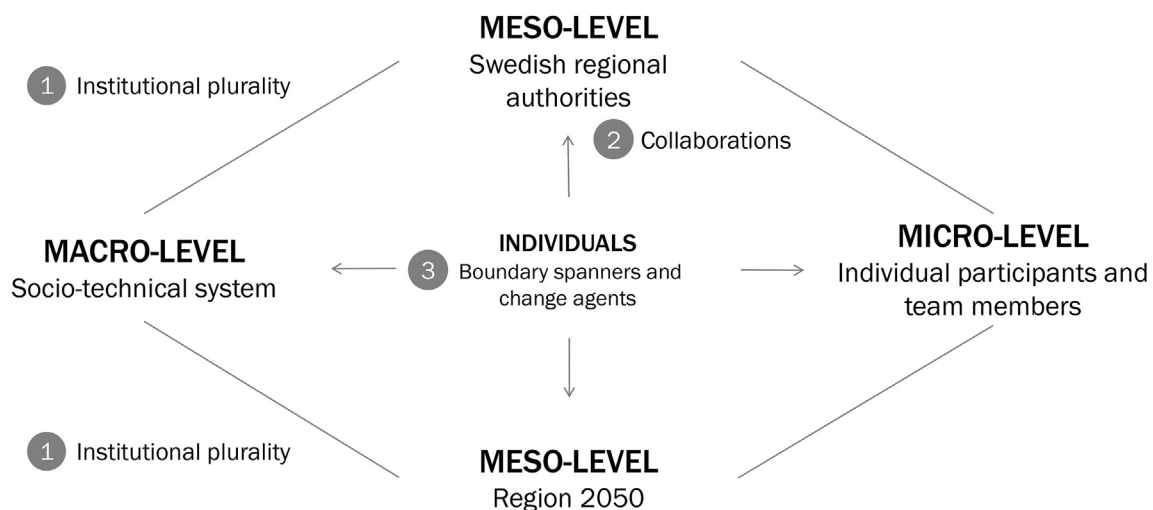 MESO-LEVEL
Swedish regional
authorities
1 Institutional plurality
2 Collaborations
MACRO-LEVEL
Socio-technical system
INDIVIDUALS
3 Boundary spanners and
change agents
MICRO-LEVEL
Individual participants and
team members
1 Institutional plurality
MESO-LEVEL
Region 2050